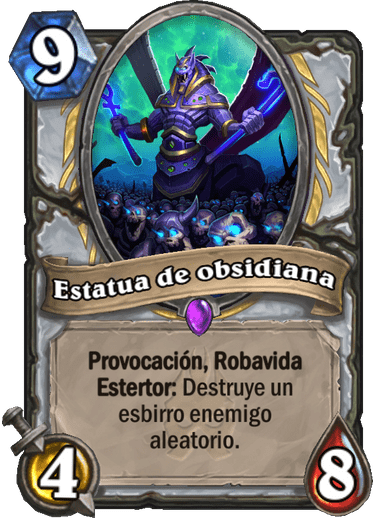 9
Estatua de obsidiana
Provocación, Robavida
Estertor: Destruye un
esbirro enemigo
aleatorio.
4
8